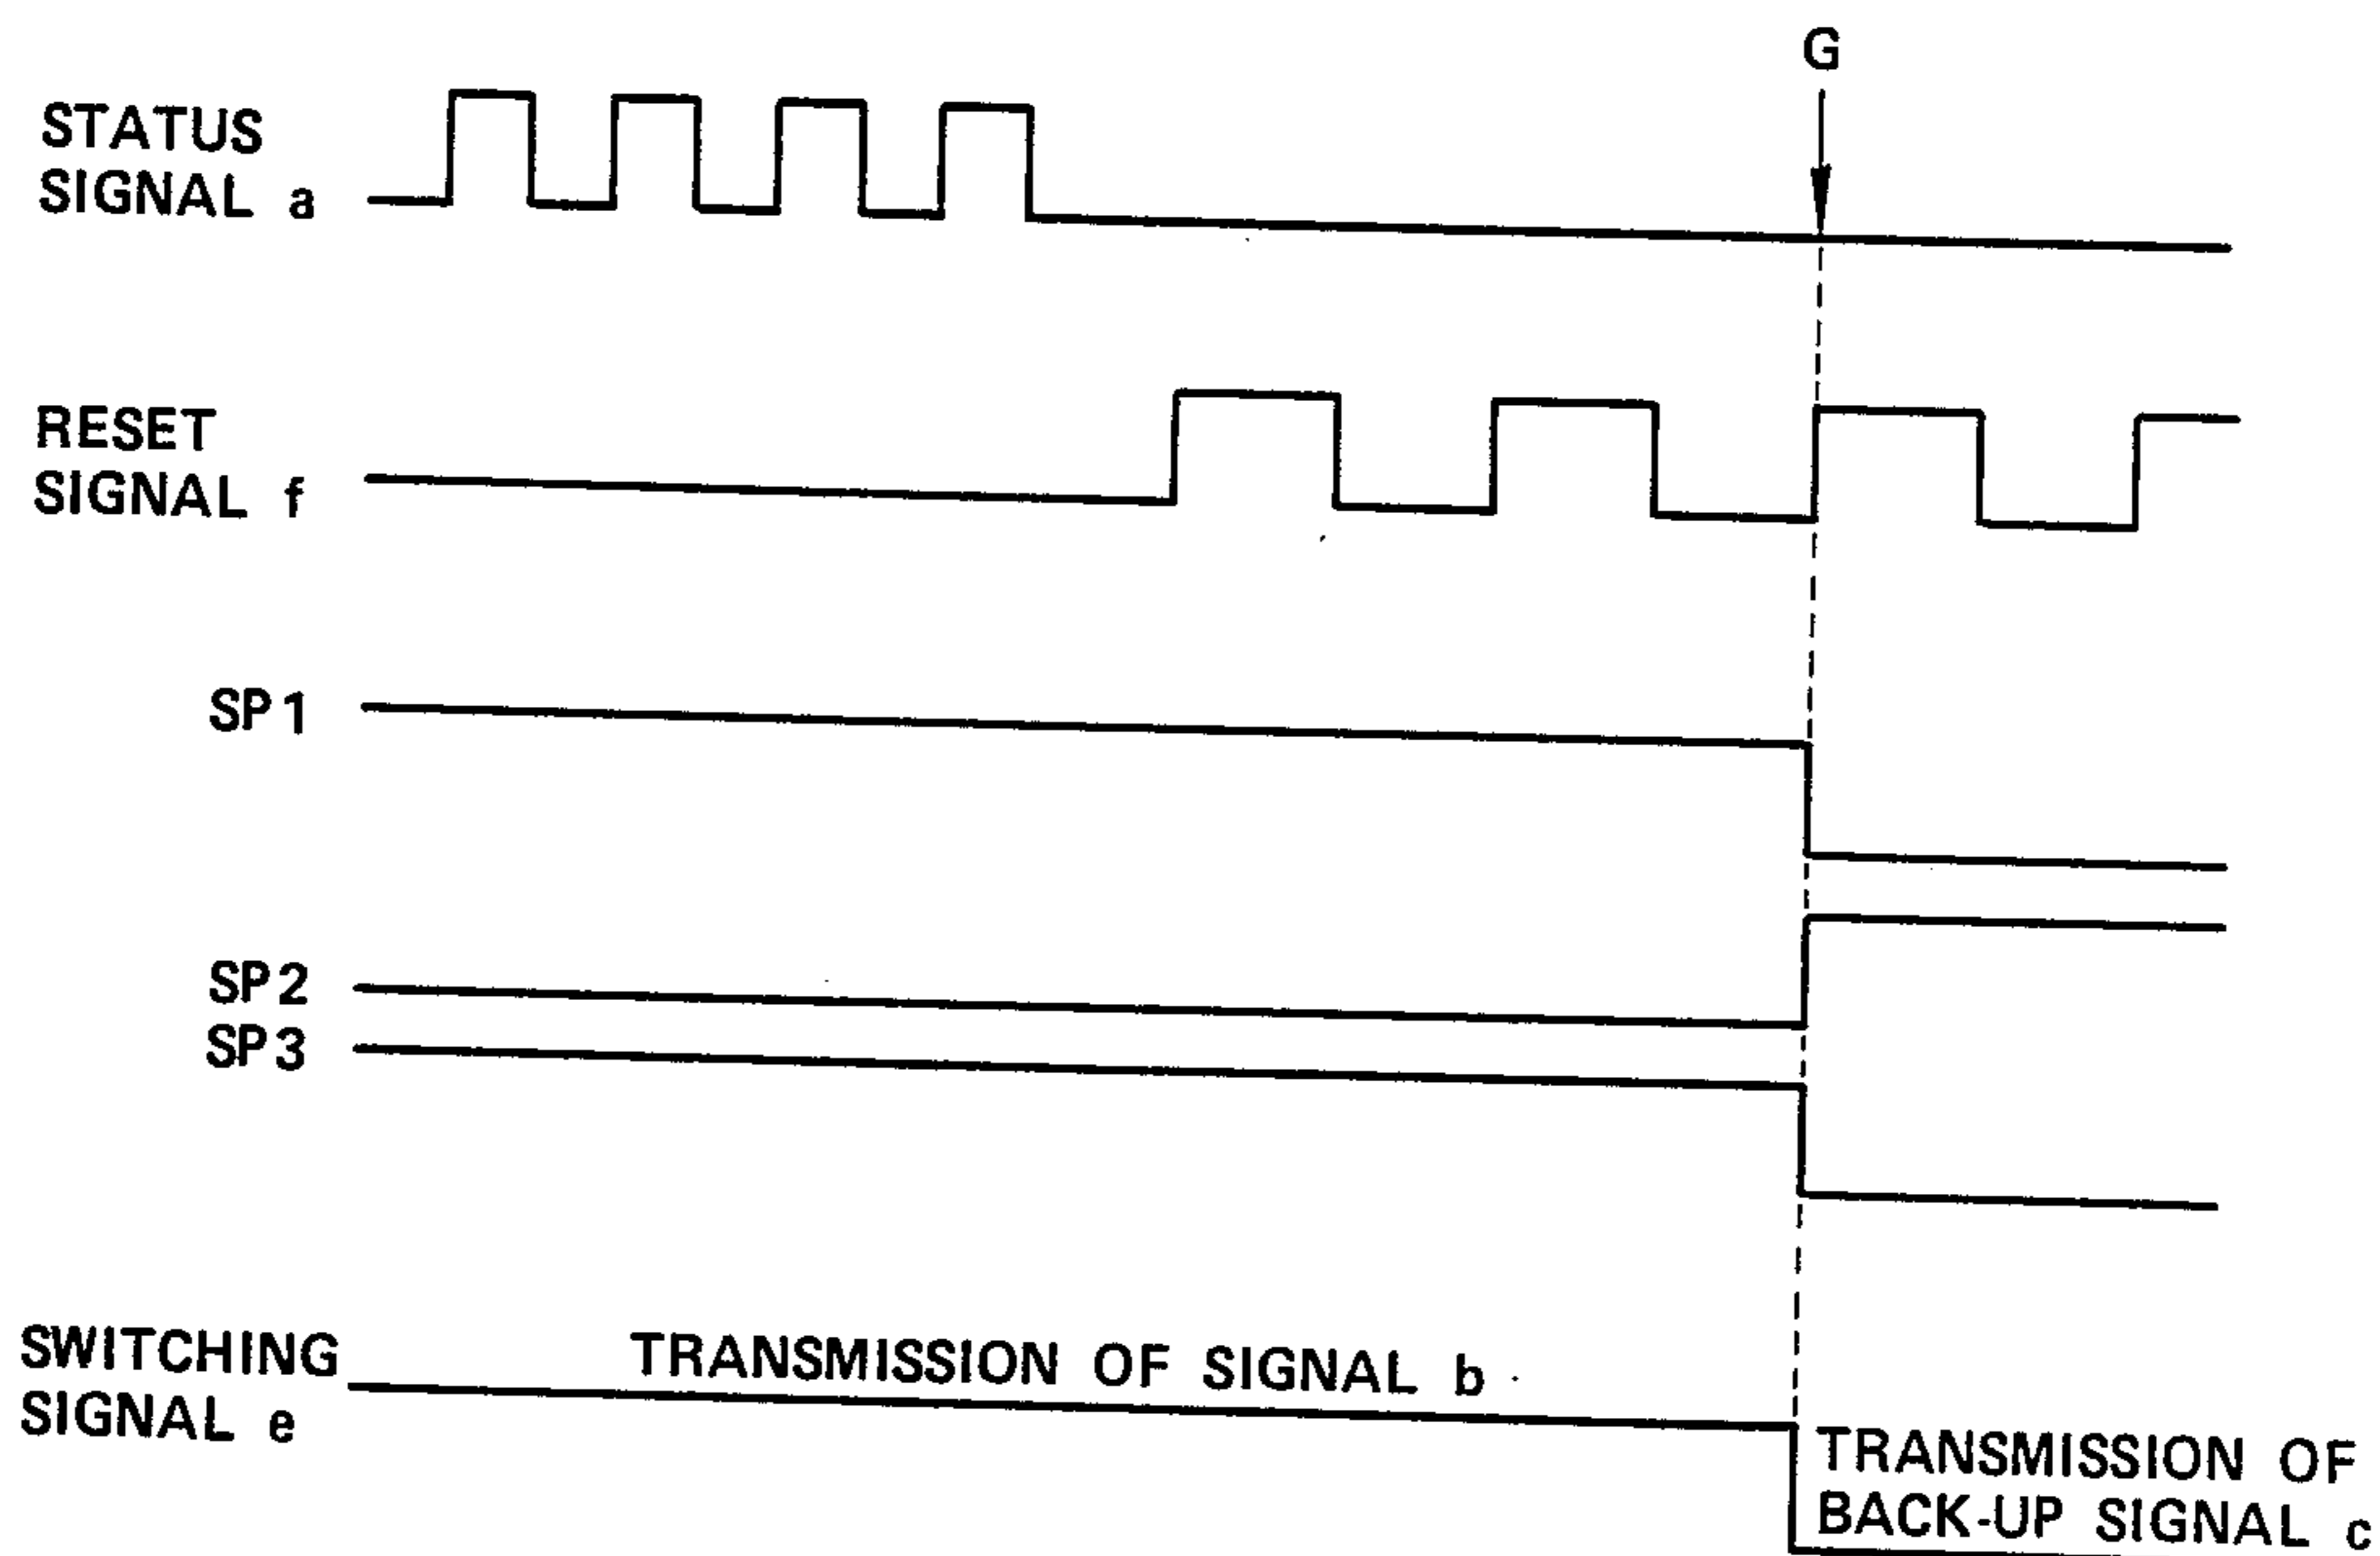 G
STATUS
SIGNAL a
RESET
SIGNAL f
SP1
SP2
SP3
SWITCHING
SIGNAL e
TRANSMISSION OF SIGNAL b
TRANSMISSION OF
BACK-UP SIGNAL c